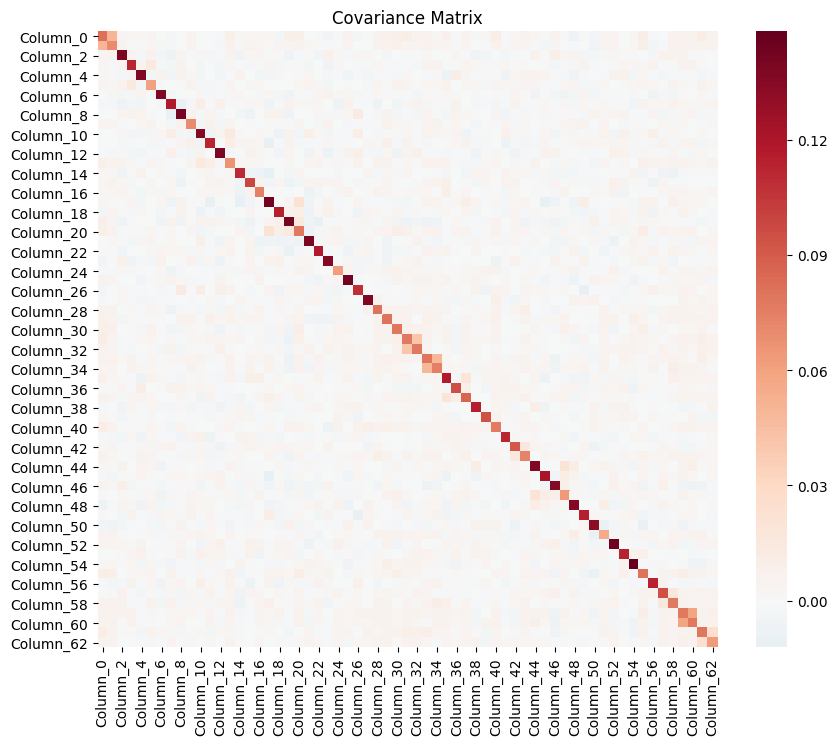 Covariance Matrix
Column_0
Column_2
Column_4
Column_6
Column_8
Column_10
Column_12
Column_14
Column_16
Column_18
Column_20
Column_22
Column_24
Column_26
Column_28
Column_30
Column_32
Column_34
Column_36
Column_38
Column_40
Column_42
Column_44
Column_46
Column_48
Column_50
Column_52
Column_54
Column_56
Column_58
Column_60
Column_62
Column_0
Column_2
Column_4
Column_6
Column_8
Column_10
Column_12
Column_14
Column_16
Column_18
Column_20
Column_22
Column_24
Column_26
Column_28
Column_30
Column_32
Column_34
Column_36
Column_38
Column_40
Column_42
Column_44
Column_46
Column_48
Column_50
Column_52
Column_54
Column_56
Column_58
Column_60
Column_62
0.12
0.09
0.06
0.03
0.00